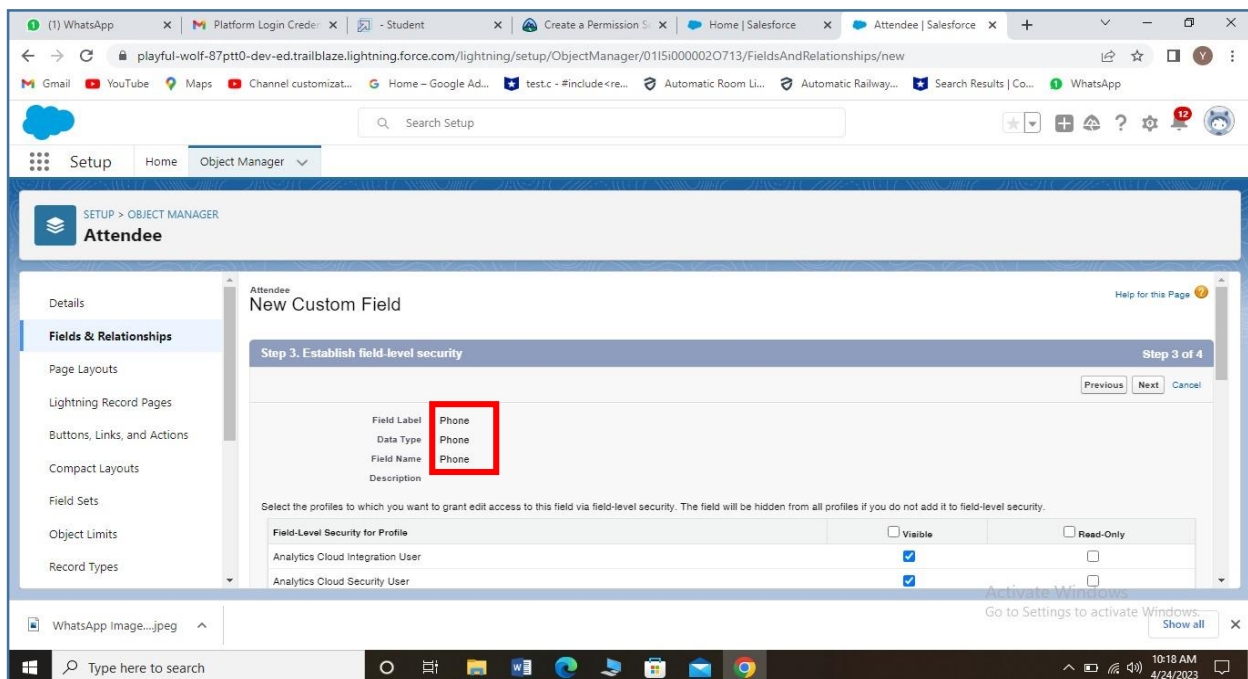 (1) WhatsApp
Platform Login Creder
- Student
Create a Permission S
Home | Salesforce
Attendee | Salesforce
playful-wolf-87ptt0-dev-ed.trailblaze.lightning.force.com/lightning/setup/ObjectManager/01I5i000002O713/FieldsAndRelationships/new
Y
Gmail YouTube Maps Channel customizat... Home – Google Ad... test.c - #include<re... Automatic Room Li... Automatic Railway... Search Results | Co... WhatsApp
Search Setup
12
Setup Home Object Manager
SETUP > OBJECT MANAGER
Attendee
Details
Fields & Relationships
Page Layouts
Lightning Record Pages
Buttons, Links, and Actions
Compact Layouts
Field Sets
Object Limits
Record Types
Attendee
New Custom Field
Help for this Page
Step 3. Establish field-level security Step 3 of 4
Previous Next Cancel
Field Label Phone
Data Type Phone
Field Name Phone
Description
Select the profiles to which you want to grant edit access to this field via field-level security. The field will be hidden from all profiles if you do not add it to field-level security.
Field-Level Security for Profile Visible Read-Only
Analytics Cloud Integration User
Analytics Cloud Security User
Activate Windows
Go to Settings to activate Windows.
WhatsApp Image....jpeg
Show all
Type here to search
10:18 AM
4/24/2023